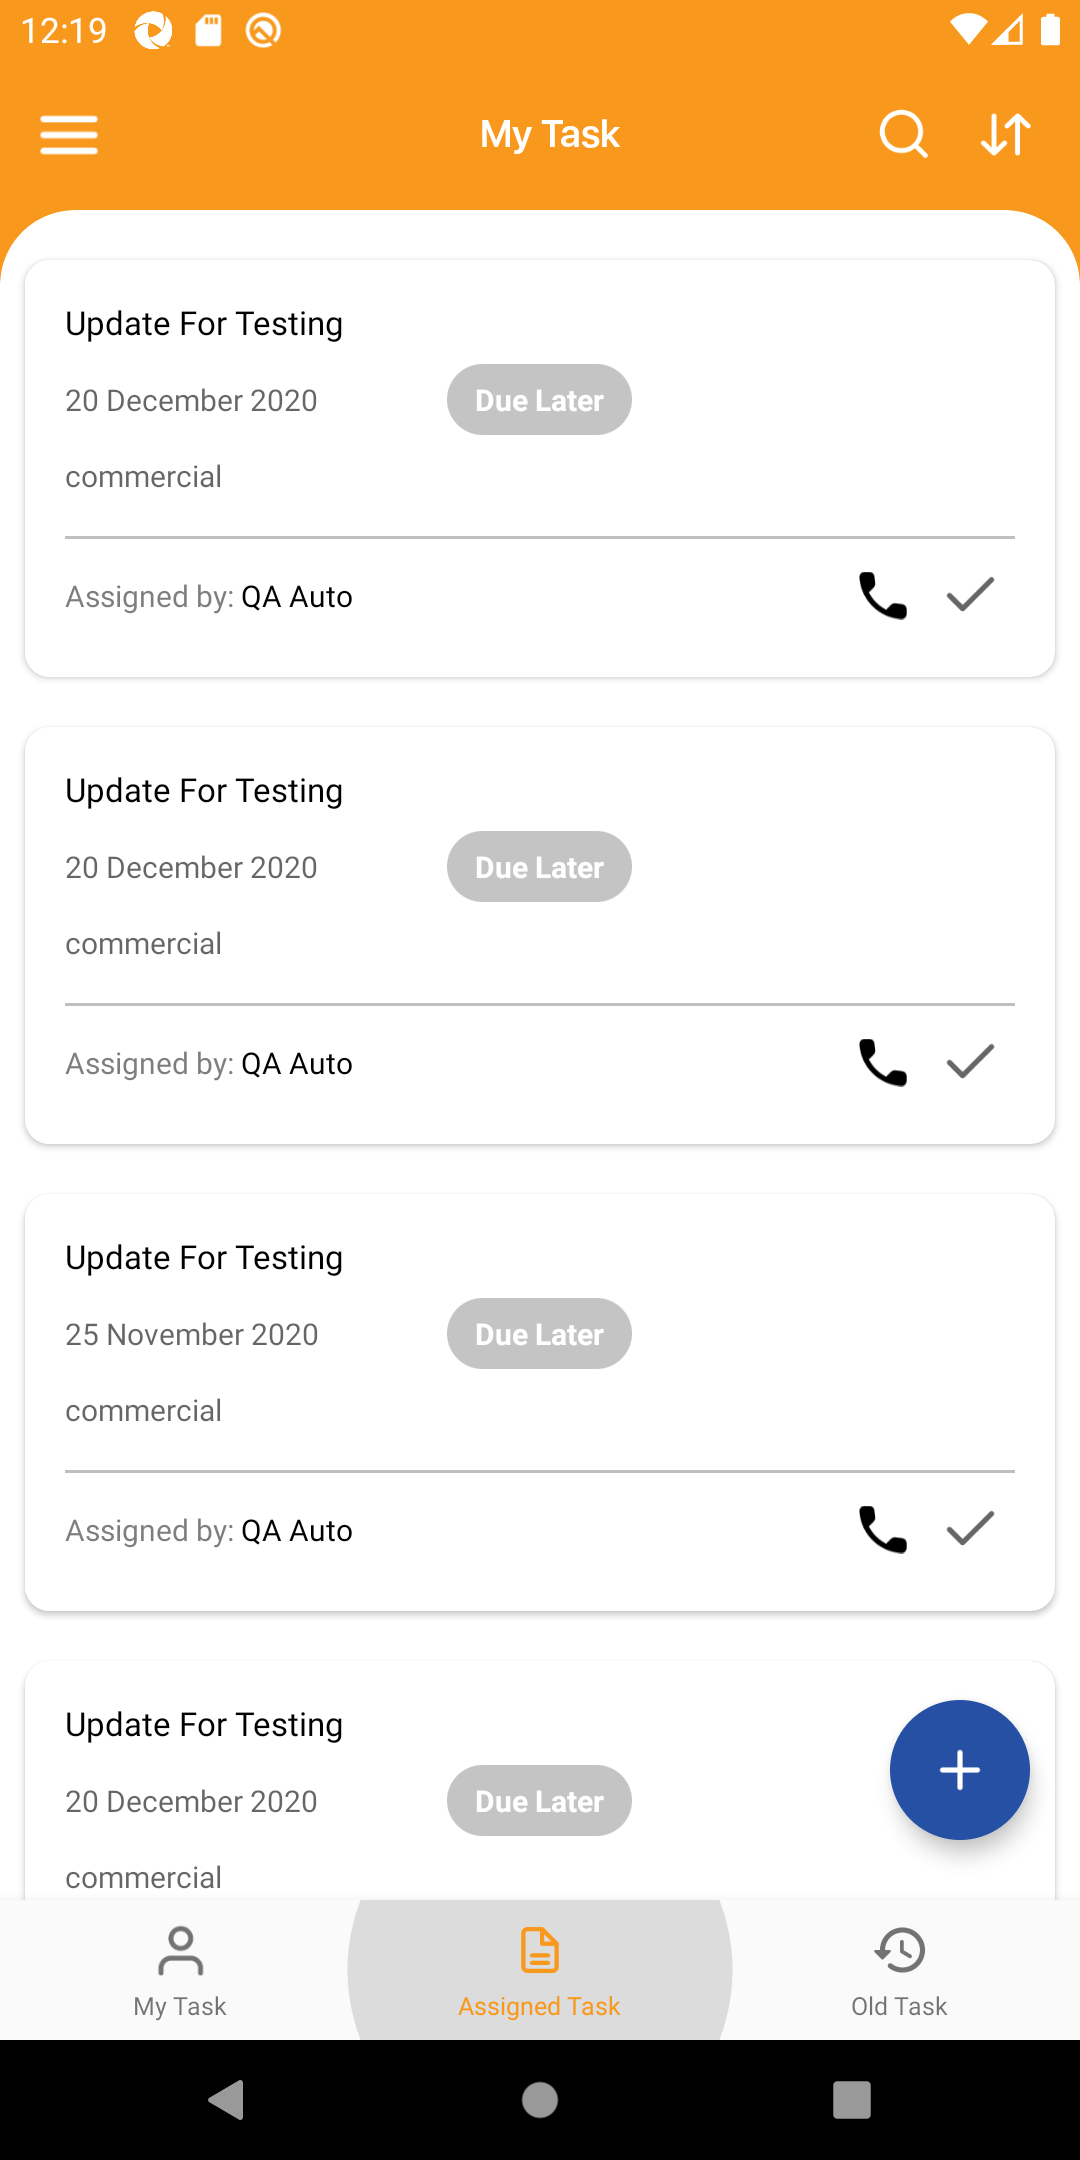 12:19
My Task
Update For Testing
20 December 2020
Due Later
commercial
Assigned by: QA Auto
Update For Testing
20 December 2020
Due Later
commercial
Assigned by: QA Auto
Update For Testing
25 November 2020
Due Later
commercial
Assigned by: QA Auto
Update For Testing
20 December 2020
Due Later
commercial
My Task
Assigned Task
Old Task